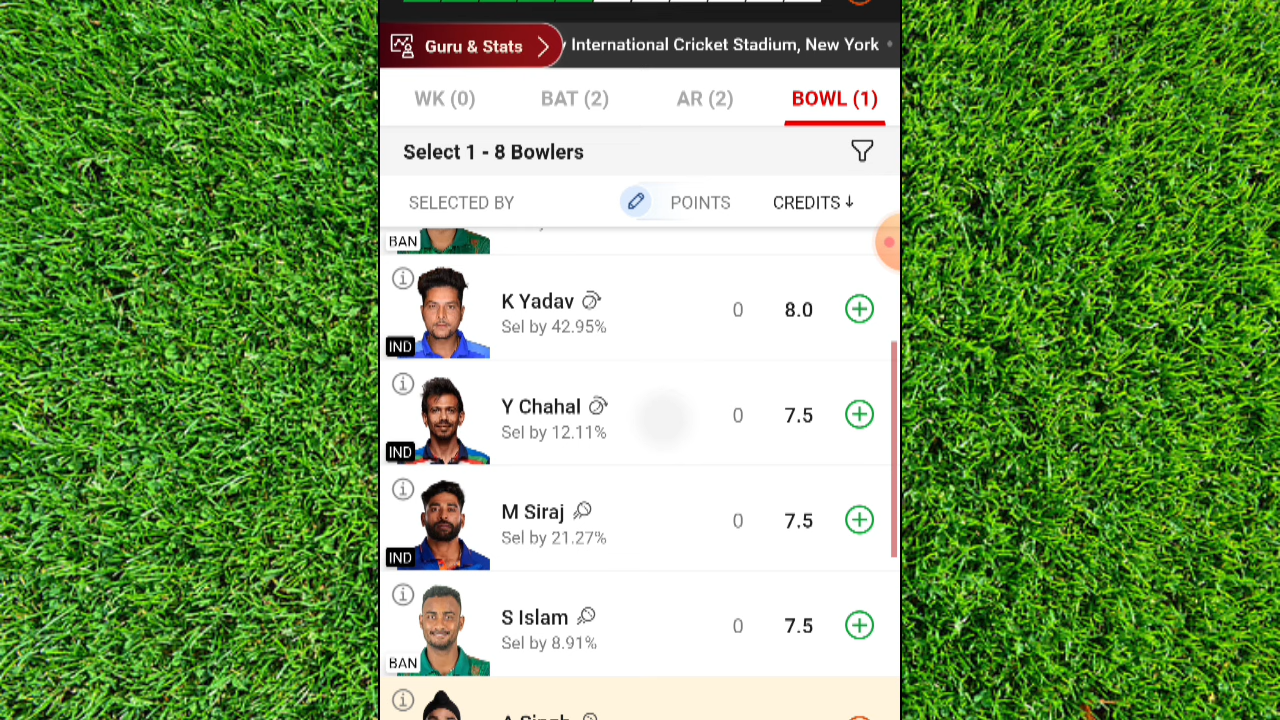 Guru & Stats
International Cricket Stadium, New York
WK (0)
BAT (2)
AR (2)
BOWL (1)
Select 1 - 8 Bowlers
SELECTED BY
POINTS
CREDITS
BAN
K Yadav
0
8.0
Sel by 42.95%
IND
Y Chahal
0
7.5
Sel by 12.11%
IND
M Siraj
0
7.5
Sel by 21.27%
IND
S Islam
0
7.5
Sel by 8.91%
BAN